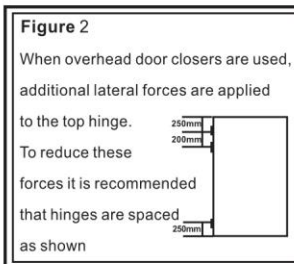 Figure 2
When overhead door closers are used,
additional lateral forces are applied
to the top hinge.
To reduce these
forces it is recommended
that hinges are spaced
as shown
250mm
200mm
250mm